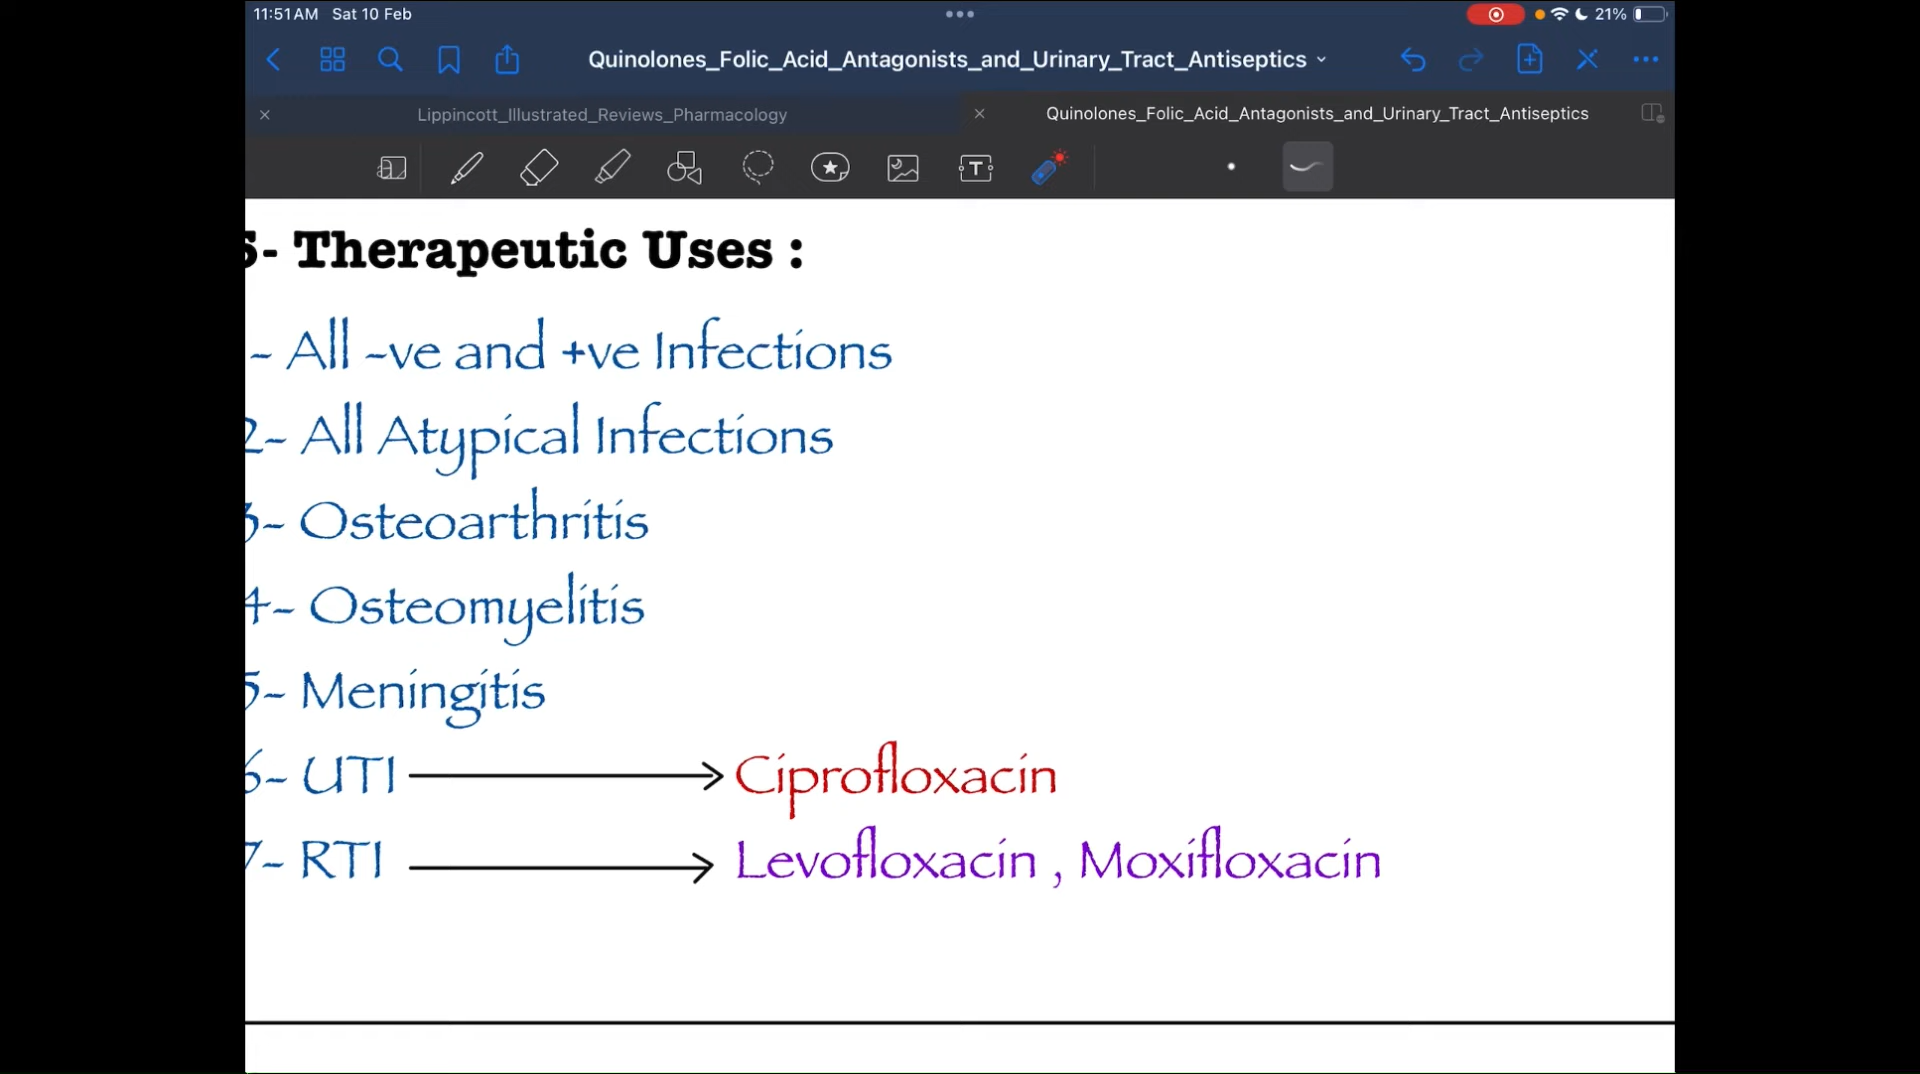 11:51 AM Sat 10 Feb
21%
Quinolones_Folic_Acid_Antagonists_and_Urinary_Tract_Antiseptics
Lippincott_Illustrated_Reviews_Pharmacology
Quinolones_Folic_Acid_Antagonists_and_Urinary_Tract_Antiseptics
5- Therapeutic Uses :
- All -ve and +ve Infections
2- All Atypical Infections
3- Osteoarthritis
4- Osteomyelitis
5- Meningitis
6- UTI → Ciprofloxacin
7- RTI → Levofloxacin , Moxifloxacin